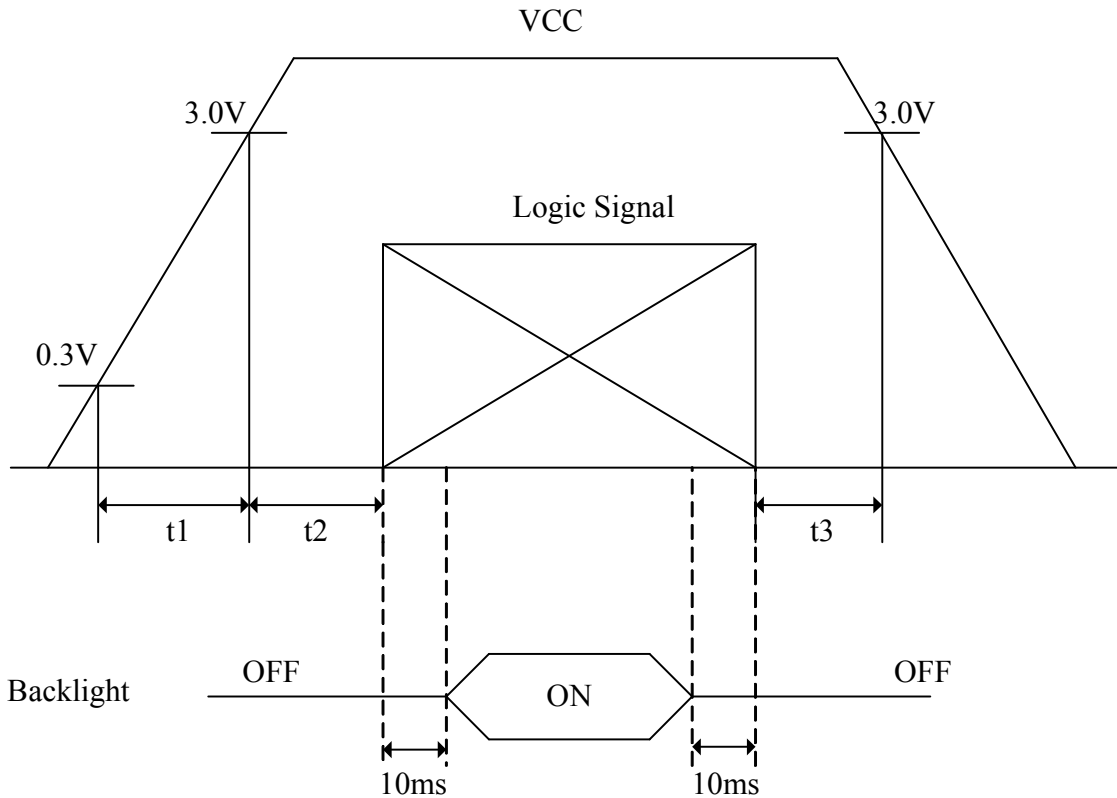 VCC
3.0V
3.0V
Logic Signal
0.3V
t1
t2
t3
OFF
OFF
Backlight
ON
10ms
10ms